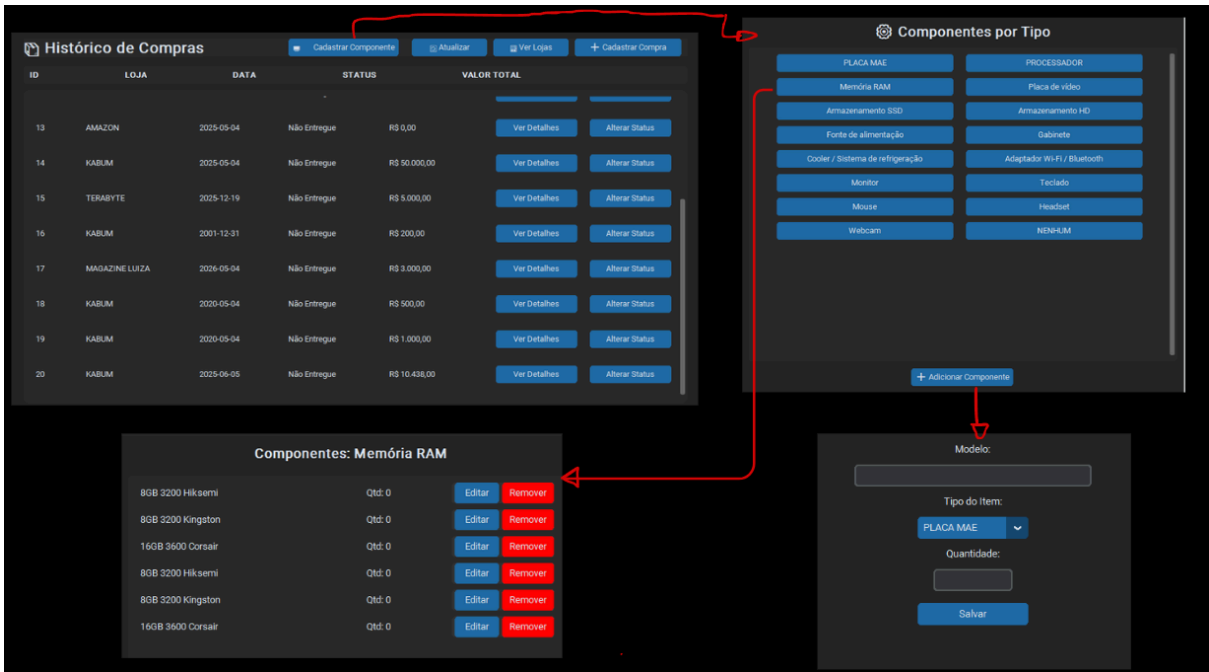 Histórico de Compras
Cadastrar Componente Atualizar Ver Lojas + Cadastrar Compra
ID LOJA DATA STATUS VALOR TOTAL
13 AMAZON 2025-05-04 Não Entregue R$ 0,00 Ver Detalhes Alterar Status
14 KABUM 2025-05-04 Não Entregue R$ 50.000,00 Ver Detalhes Alterar Status
15 TERABYTE 2025-12-19 Não Entregue R$ 5.000,00 Ver Detalhes Alterar Status
16 KABUM 2001-12-31 Não Entregue R$ 200,00 Ver Detalhes Alterar Status
17 MAGAZINE LUIZA 2026-05-04 Não Entregue R$ 3.000,00 Ver Detalhes Alterar Status
18 KABUM 2020-05-04 Não Entregue R$ 500,00 Ver Detalhes Alterar Status
19 KABUM 2020-05-04 Não Entregue R$ 1.000,00 Ver Detalhes Alterar Status
20 KABUM 2025-06-05 Não Entregue R$ 10.438,00 Ver Detalhes Alterar Status
Componentes por Tipo
PLACA MAE PROCESSADOR
Memória RAM Placa de vídeo
Armazenamento SSD Armazenamento HD
Fonte de alimentação Gabinete
Cooler / Sistema de refrigeração Adaptador Wi-Fi / Bluetooth
Monitor Teclado
Mouse Headset
Webcam NENHUM
+ Adicionar Componente
Componentes: Memória RAM
8GB 3200 Hiksemi Qtd: 0 Editar Remover
8GB 3200 Kingston Qtd: 0 Editar Remover
16GB 3600 Corsair Qtd: 0 Editar Remover
8GB 3200 Hiksemi Qtd: 0 Editar Remover
8GB 3200 Kingston Qtd: 0 Editar Remover
16GB 3600 Corsair Qtd: 0 Editar Remover
Modelo:
Tipo do Item:
PLACA MAE
Quantidade:
Salvar